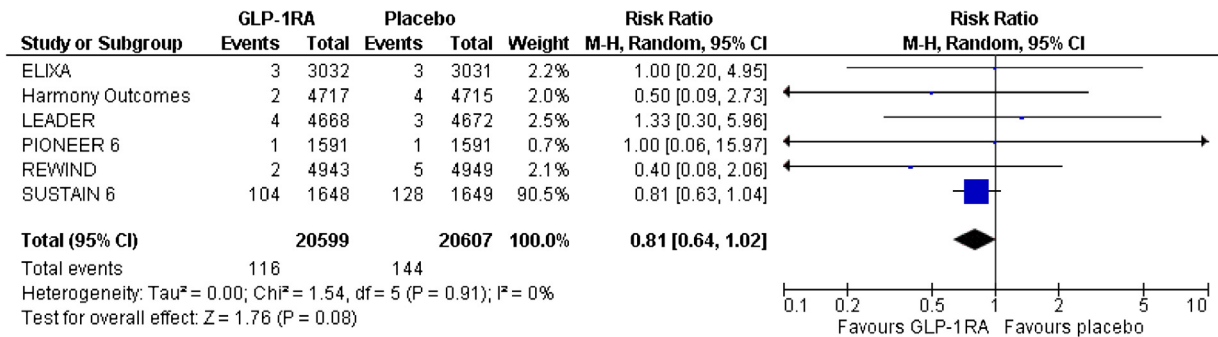 GLP-1RA Placebo Risk Ratio Risk Ratio
Study or Subgroup Events Total Events Total Weight M-H, Random, 95% CI M-H, Random, 95% CI
ELIXA 3 3032 3 3031 2.2% 1.00 [0.20, 4.95]
Harmony Outcomes 2 4717 4 4715 2.0% 0.50 [0.09, 2.73]
LEADER 4 4668 3 4672 2.5% 1.33 [0.30, 5.96]
PIONEER 6 1 1591 1 1591 0.7% 1.00 [0.06, 15.97]
REWIND 2 4943 5 4949 2.1% 0.40 [0.08, 2.06]
SUSTAIN 6 104 1648 128 1649 90.5% 0.81 [0.63, 1.04]
Total (95% CI) 20599 20607 100.0% 0.81 [0.64, 1.02]
Total events 116 144
Heterogeneity: Tau² = 0.00; Chi² = 1.54, df = 5 (P = 0.91); I² = 0%
Test for overall effect: Z = 1.76 (P = 0.08)
0.1 0.2 0.5 1 2 5 10
Favours GLP-1RA Favours placebo